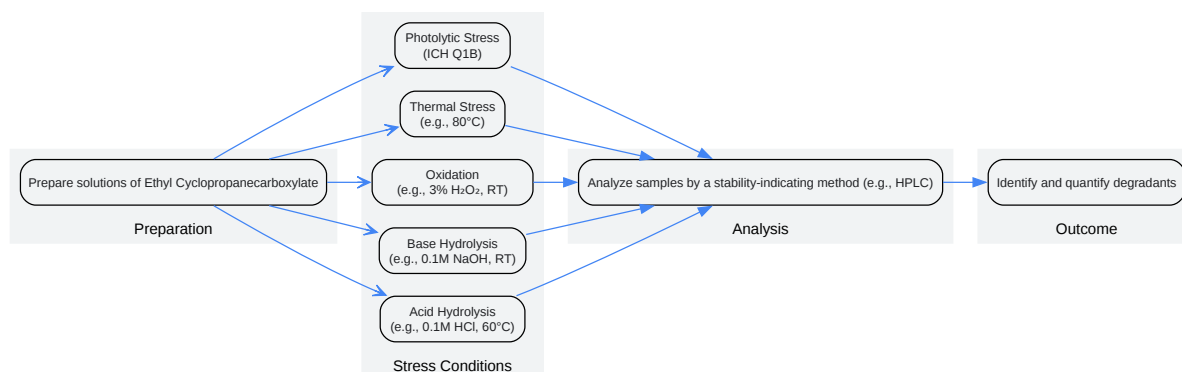 Photolytic Stress
(ICH Q1B)
Thermal Stress
(e.g., 80°C)
Prepare solutions of Ethyl Cyclopropanecarboxylate
Oxidation
(e.g., 3% H₂O₂, RT)
Analyze samples by a stability-indicating method (e.g., HPLC)
Identify and quantify degradants
Preparation
Base Hydrolysis
(e.g., 0.1M NaOH, RT)
Analysis
Outcome
Acid Hydrolysis
(e.g., 0.1M HCl, 60°C)
Stress Conditions